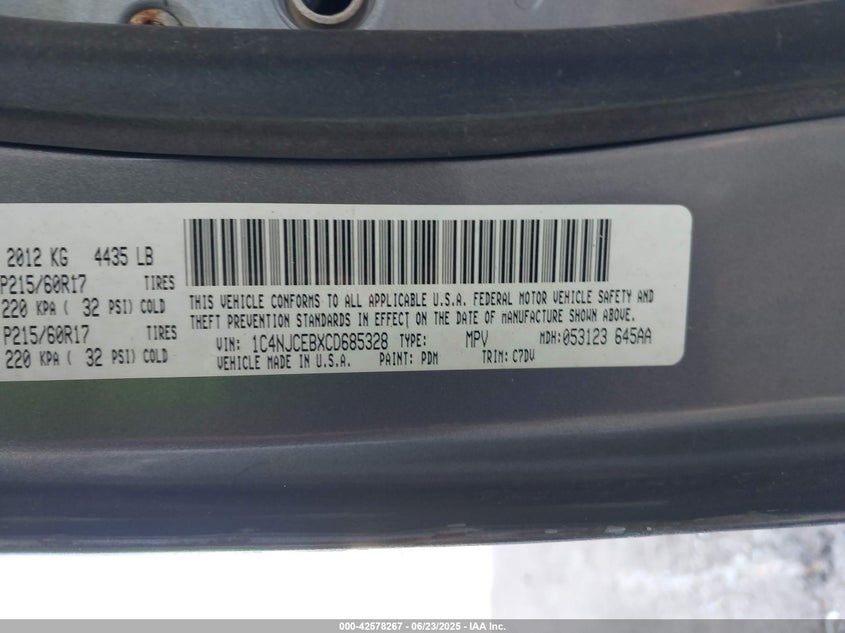 2012 KG 4435 LB
P215/60R17 TIRES
220 KPA ( 32 PSI) COLD
P215/60R17 TIRES
220 KPA ( 32 PSI) COLD
THIS VEHICLE CONFORMS TO ALL APPLICABLE U.S.A. FEDERAL MOTOR VEHICLE SAFETY AND
THEFT PREVENTION STANDARDS IN EFFECT ON THE DATE OF MANUFACTURE SHOWN ABOVE.
VIN: 1C4NJCEBXCD685328 TYPE: MPV MDH:053123 645AA
VEHICLE MADE IN U.S.A. PAINT: PDM TRIM: C7DV
000-42578267 - 06/23/2025 - IAA Inc.